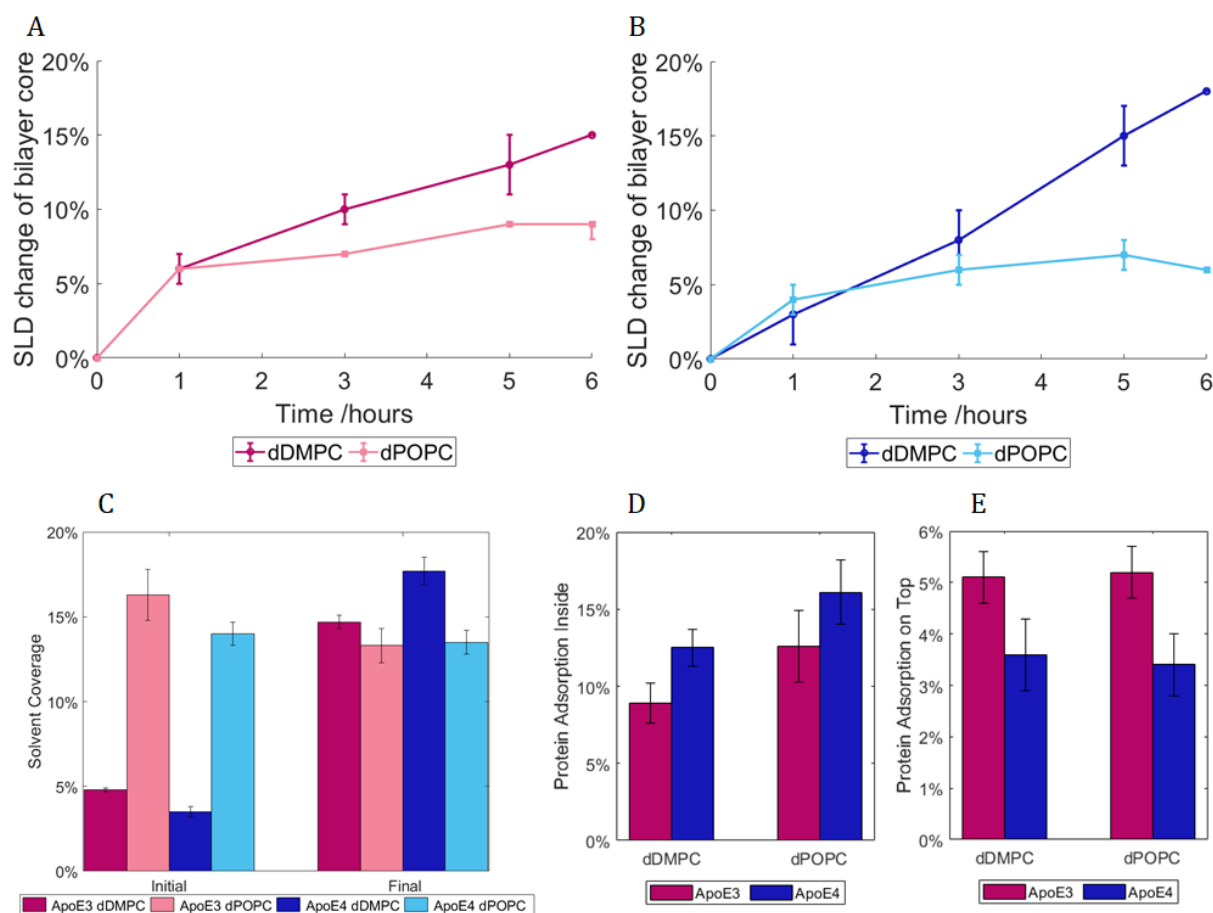 A
SLD change of bilayer core
20%
15%
10%
5%
0%
0 1 2 3 4 5 6
Time /hours
dDMPC dPOPC
B
SLD change of bilayer core
20%
15%
10%
5%
0%
0 1 2 3 4 5 6
Time /hours
dDMPC dPOPC
C
Solvent Coverage
20%
15%
10%
5%
0%
Initial Final
ApoE3 dDMPC ApoE3 dPOPC ApoE4 dDMPC ApoE4 dPOPC
D
Protein Adsorption Inside
20%
15%
10%
5%
0%
dDMPC dPOPC
ApoE3 ApoE4
E
Protein Adsorption on Top
6%
5%
4%
3%
2%
1%
0%
dDMPC dPOPC
ApoE3 ApoE4